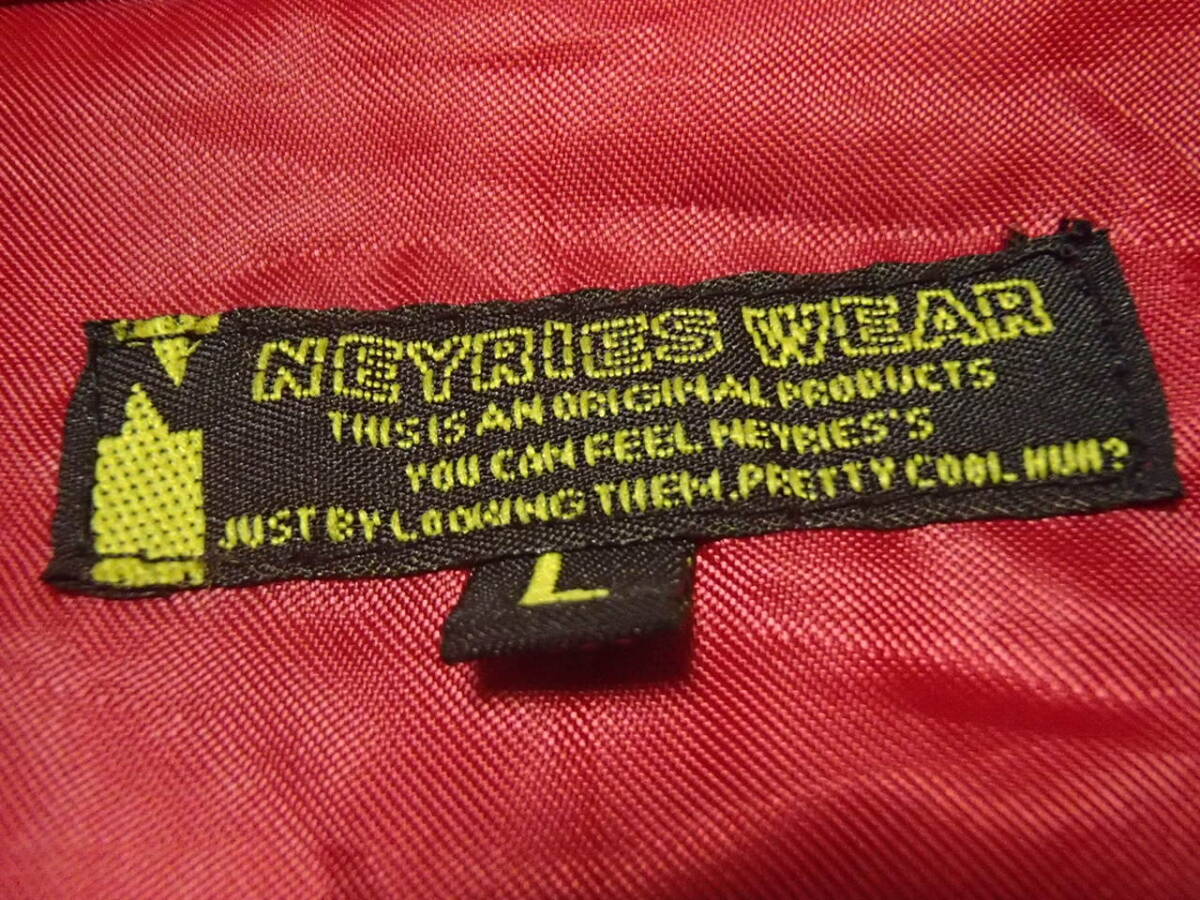 NEYRIES WEAR
THIS IS AN ORIGINAL PRODUCTS
YOU CAN FEEL NEYRIES'S
JUST BY LOOKING THEM. PRETTY COOL HUH?
L